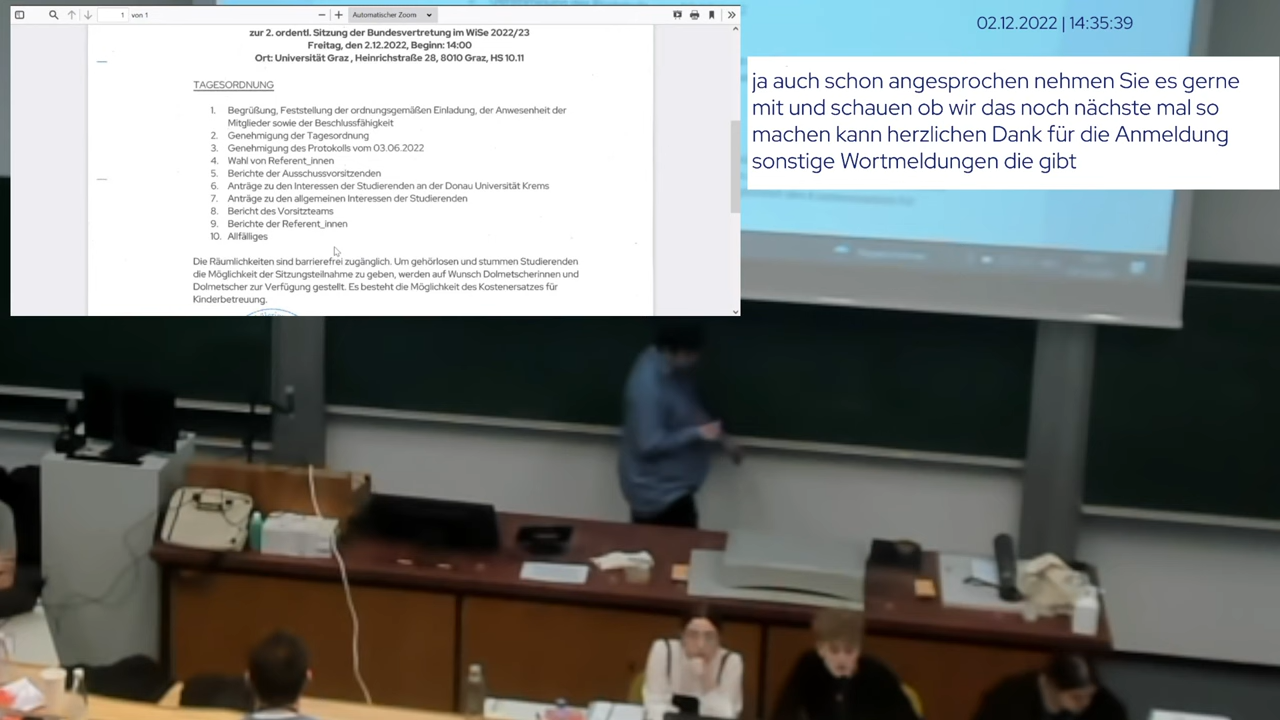 1 von 1
Automatischer Zoom
02.12.2022 | 14:35:39
zur 2. ordentl. Sitzung der Bundesvertretung im WiSe 2022/23
Freitag, den 2.12.2022, Beginn: 14:00
Ort: Universität Graz , Heinrichstraße 28, 8010 Graz, HS 10.11
TAGESORDNUNG
1. Begrüßung, Feststellung der ordnungsgemäßen Einladung, der Anwesenheit der
Mitglieder sowie der Beschlussfähigkeit
2. Genehmigung der Tagesordnung
3. Genehmigung des Protokolls vom 03.06.2022
4. Wahl von Referent_innen
5. Berichte der Ausschussvorsitzenden
6. Anträge zu den Interessen der Studierenden an der Donau Universität Krems
7. Anträge zu den allgemeinen Interessen der Studierenden
8. Bericht des Vorsitzteams
9. Berichte der Referent_innen
10. Allfälliges
Die Räumlichkeiten sind barrierefrei zugänglich. Um gehörlosen und stummen Studierenden
die Möglichkeit der Sitzungsteilnahme zu geben, werden auf Wunsch Dolmetscherinnen und
Dolmetscher zur Verfügung gestellt. Es besteht die Möglichkeit des Kostenersatzes für
Kinderbetreuung.
ja auch schon angesprochen nehmen Sie es gerne
mit und schauen ob wir das noch nächste mal so
machen kann herzlichen Dank für die Anmeldung
sonstige Wortmeldungen die gibt